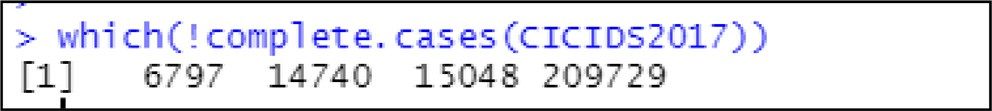 > which(!complete.cases(CICIDS2017))
[1] 6797 14740 15048 209729